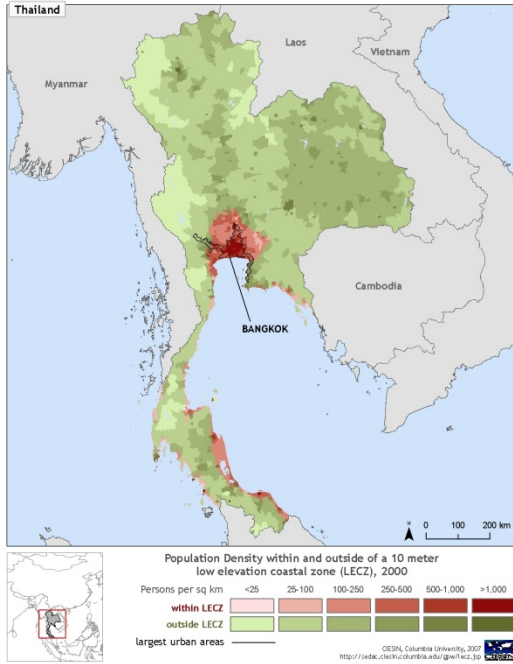 Thailand
Laos
Vietnam
Myanmar
BANGKOK
Cambodia
0 100 200 km
Population Density within and outside of a 10 meter
low elevation coastal zone (LECZ), 2000
Persons per sq km <25 25-100 100-250 250-500 500-1,000 >1,000
within LECZ
outside LECZ
largest urban areas
CIESIN, Columbia University, 2007
http://sedac.ciesin.columbia.edu/gpw/lecz.jsp
CIESIN